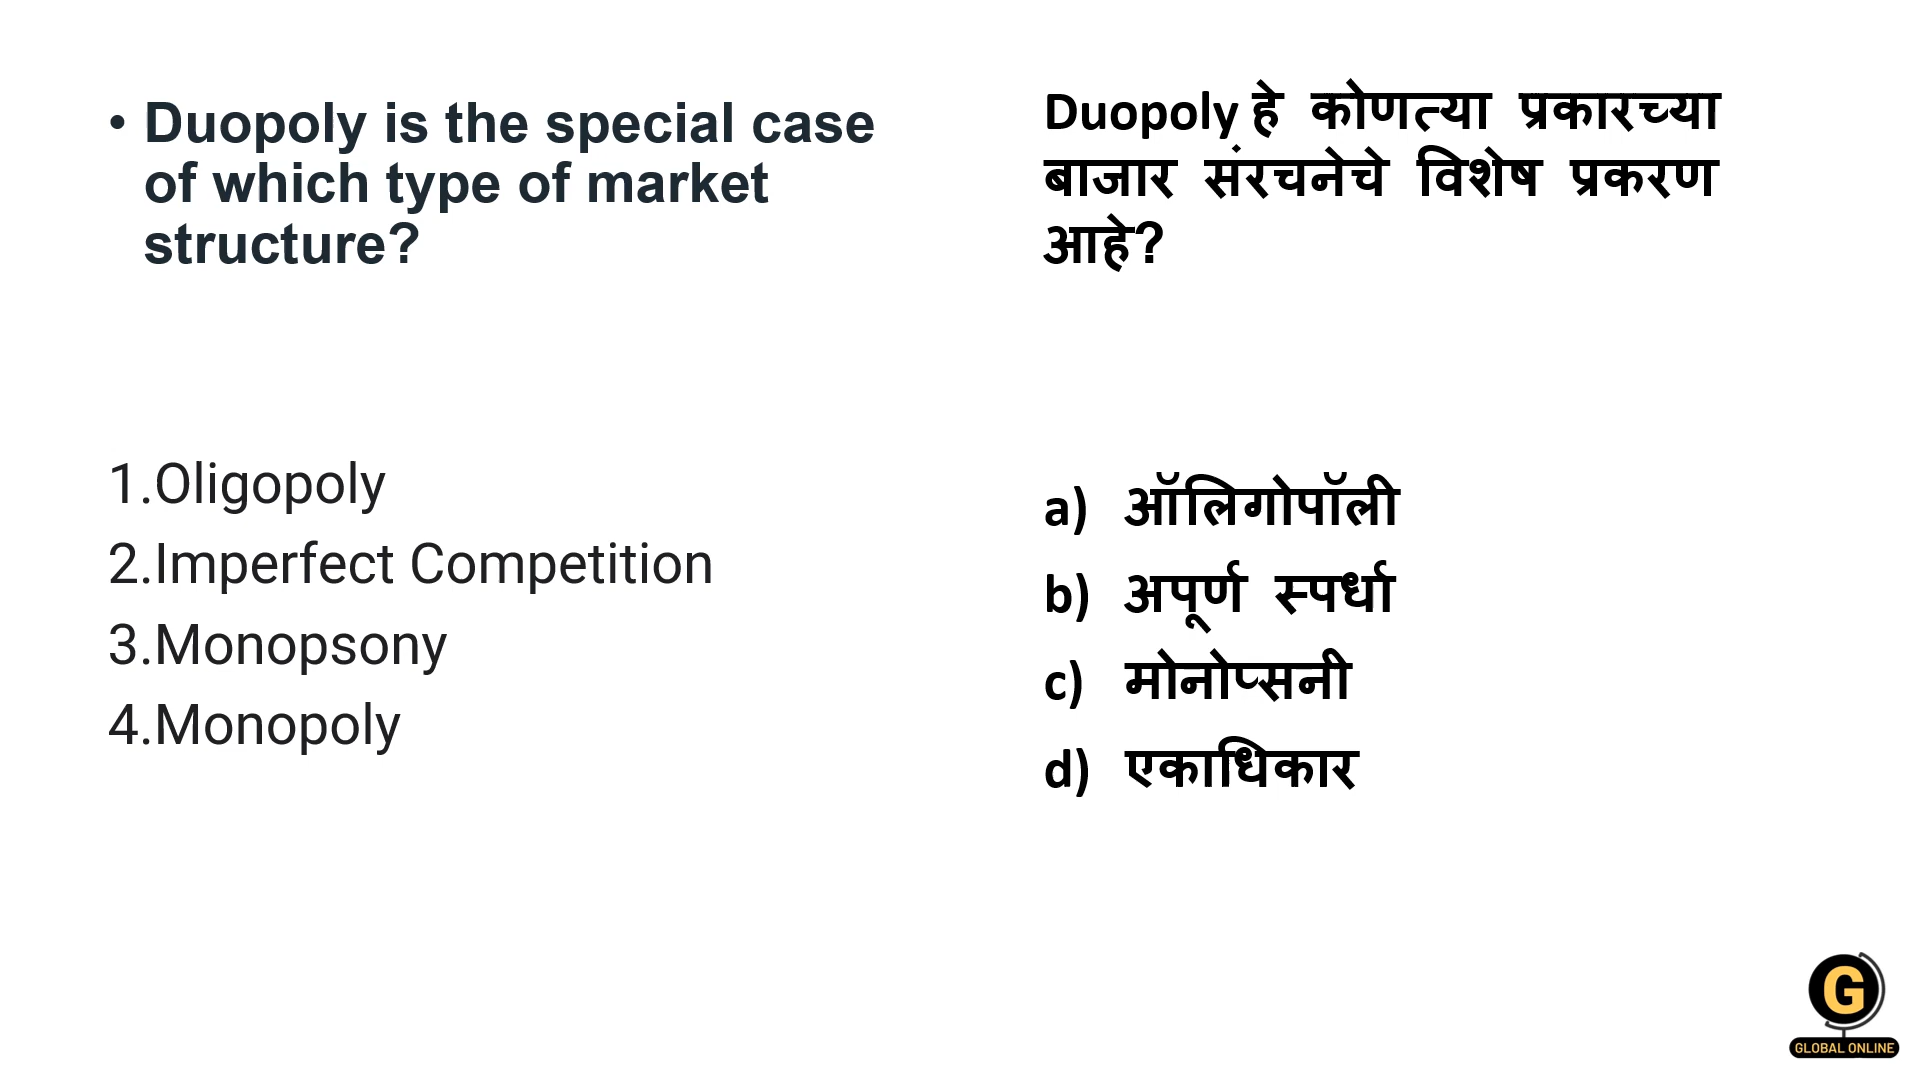 • Duopoly is the special case
of which type of market
structure?
1.Oligopoly
2.Imperfect Competition
3.Monopsony
4.Monopoly
Duopoly हे कोणत्या प्रकारच्या
बाजार संरचनेचे विशेष प्रकरण
आहे?
a) ऑलिगोपॉली
b) अपूर्ण स्पर्धा
c) मोनोप्सनी
d) एकाधिकार
G
GLOBAL ONLINE